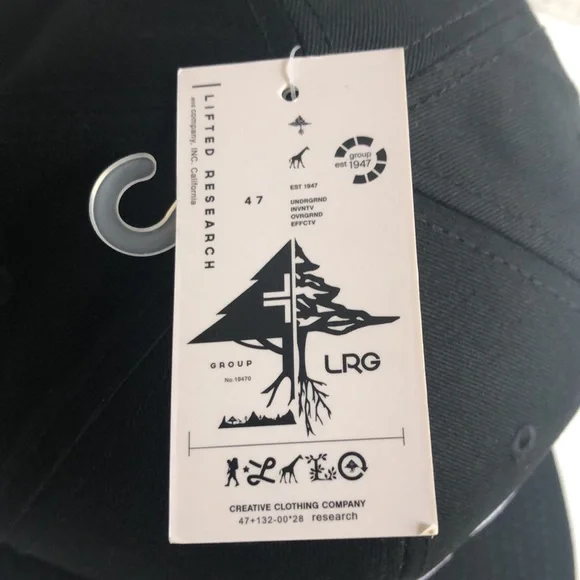 LIFTED RESEARCH
and company, INC. California
group
est 1947
EST 1947
47
UNDRGRND
INVNTV
OVRGRND
EFFCTV
GROUP
No:19470
LRG
L
CREATIVE CLOTHING COMPANY
47+132-00*28 research